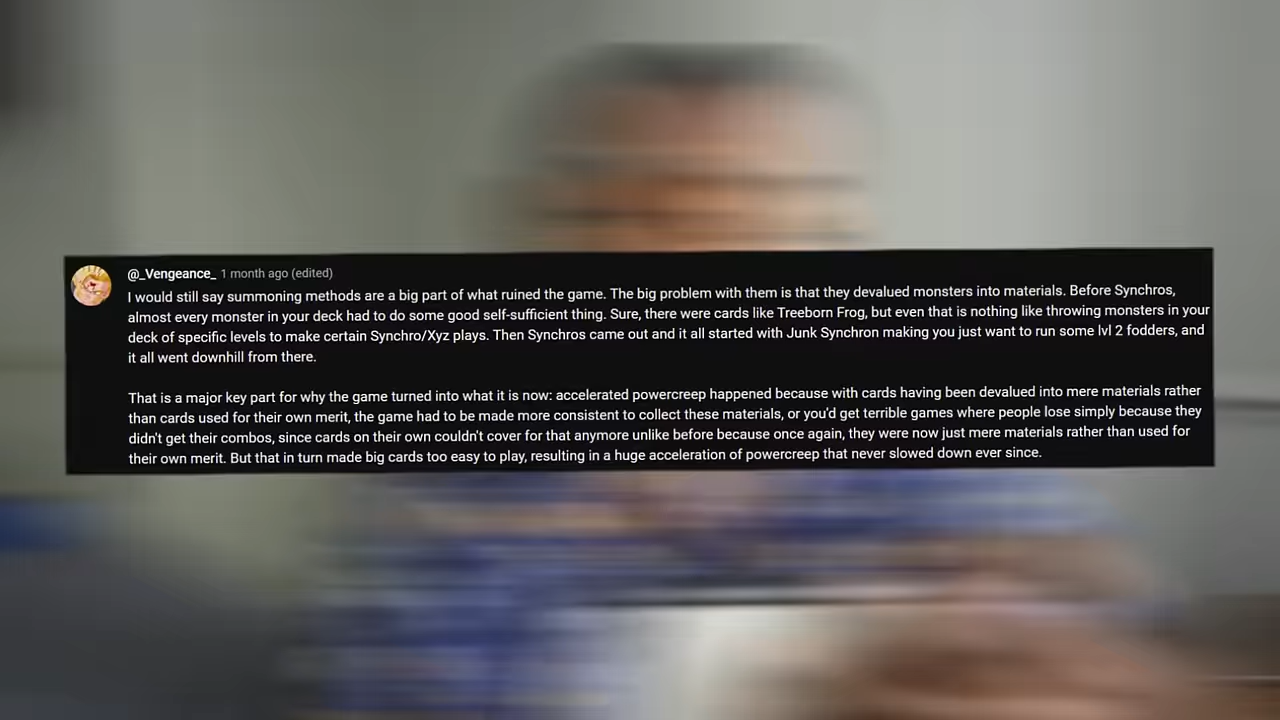 @_Vengeance_ 1 month ago (edited)
I would still say summoning methods are a big part of what ruined the game. The big problem with them is that they devalued monsters into materials. Before Synchros,
almost every monster in your deck had to do some good self-sufficient thing. Sure, there were cards like Treeborn Frog, but even that is nothing like throwing monsters in your
deck of specific levels to make certain Synchro/Xyz plays. Then Synchros came out and it all started with Junk Synchron making you just want to run some lvl 2 fodders, and
it all went downhill from there.
That is a major key part for why the game turned into what it is now: accelerated powercreep happened because with cards having been devalued into mere materials rather
than cards used for their own merit, the game had to be made more consistent to collect these materials, or you'd get terrible games where people lose simply because they
didn't get their combos, since cards on their own couldn't cover for that anymore unlike before because once again, they were now just mere materials rather than used for
their own merit. But that in turn made big cards too easy to play, resulting in a huge acceleration of powercreep that never slowed down ever since.